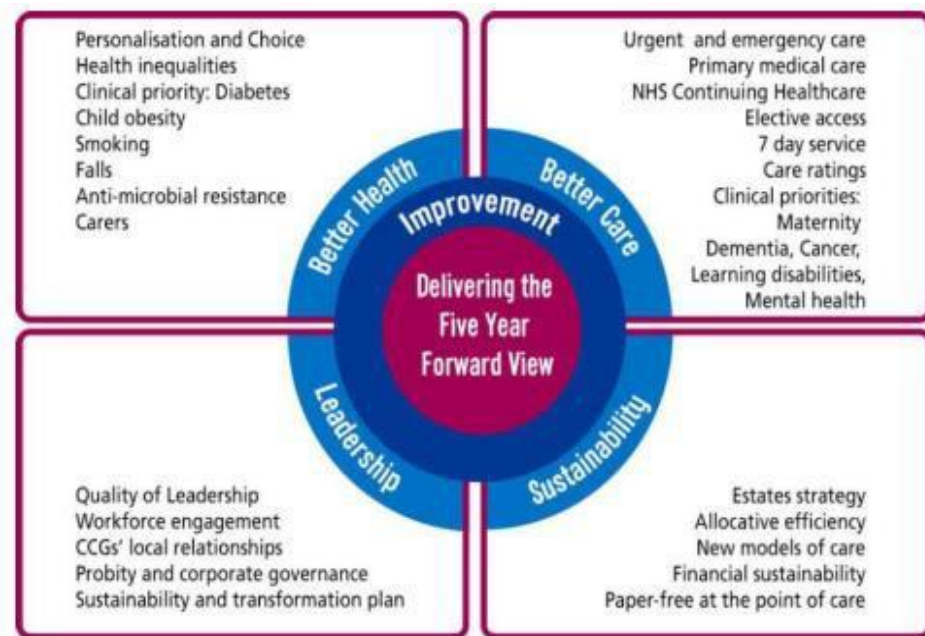 Personalisation and Choice
Health inequalities
Clinical priority: Diabetes
Child obesity
Smoking
Falls
Anti-microbial resistance
Carers
Urgent and emergency care
Primary medical care
NHS Continuing Healthcare
Elective access
7 day service
Care ratings
Clinical priorities:
Maternity
Dementia, Cancer,
Learning disabilities,
Mental health
Better Health
Better Care
Improvement
Delivering the
Five Year
Forward View
Leadership
Sustainability
Quality of Leadership
Workforce engagement
CCGs' local relationships
Probity and corporate governance
Sustainability and transformation plan
Estates strategy
Allocative efficiency
New models of care
Financial sustainability
Paper-free at the point of care